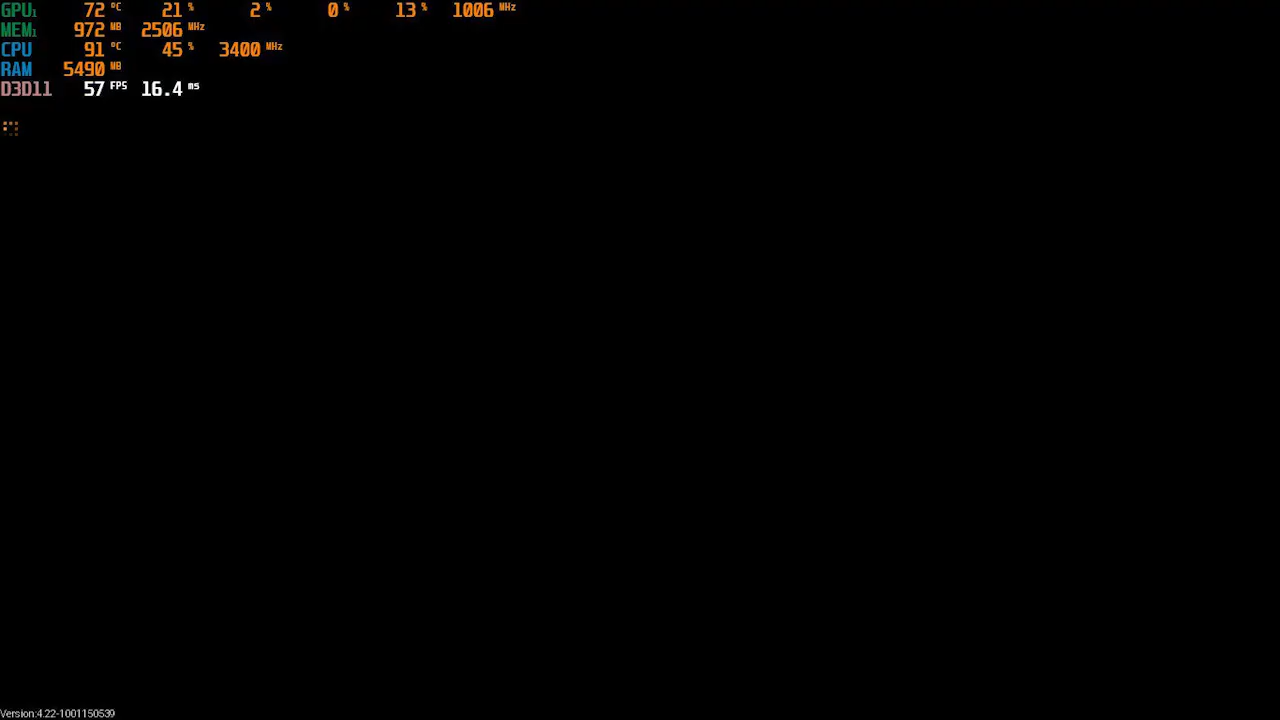 GPU1 72 °C 21 % 2 % 0 % 13 % 1006 MHz
MEM1 972 MB 2506 MHz
CPU 91 °C 45 % 3400 MHz
RAM 5490 MB
D3D11 57 FPS 16.4 ms
Version:4.22-1001150539